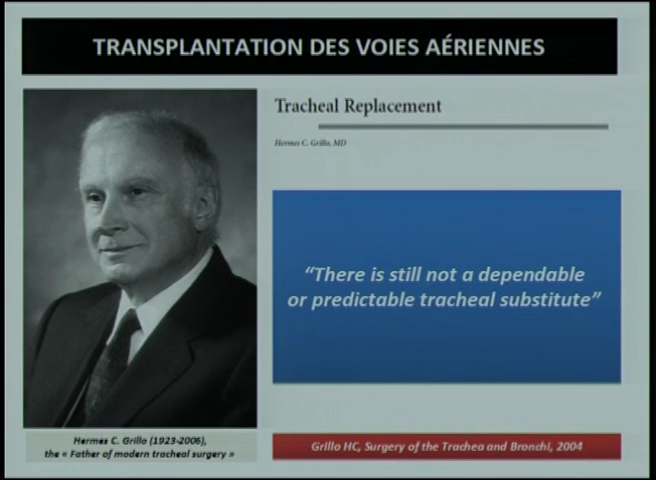 TRANSPLANTATION DES VOIES AÉRIENNES
Tracheal Replacement
Hermes C. Grillo, MD
“There is still not a dependable
or predictable tracheal substitute”
Hermes C. Grillo (1923-2006),
the « Father of modern tracheal surgery »
Grillo HC, Surgery of the Trachea and Bronchi, 2004